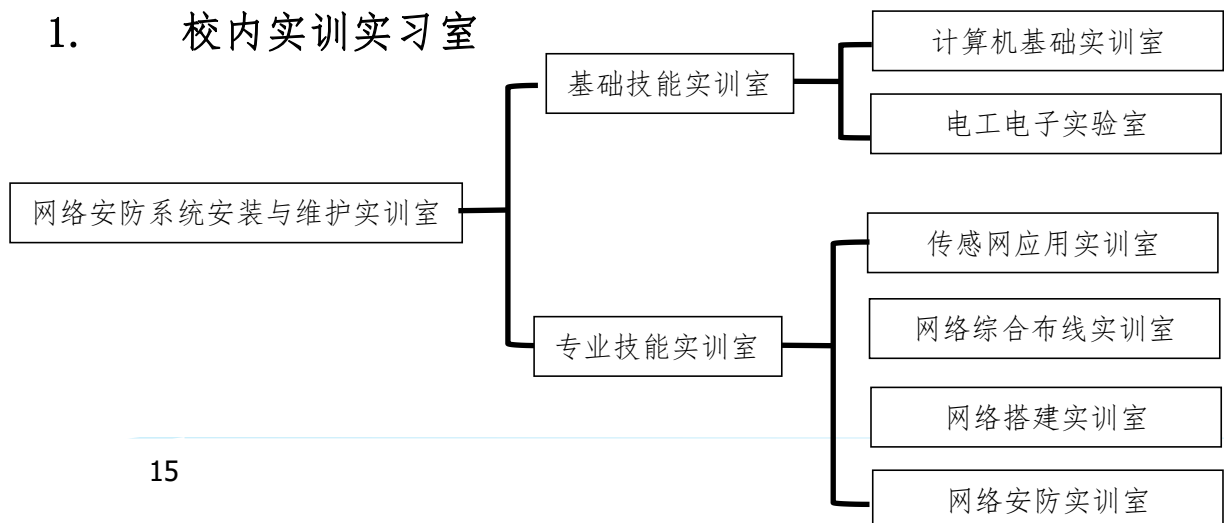 1. 校内实训实习室
计算机基础实训室
基础技能实训室
电工电子实验室
网络安防系统安装与维护实训室
传感网应用实训室
网络综合布线实训室
专业技能实训室
网络搭建实训室
网络安防实训室
15